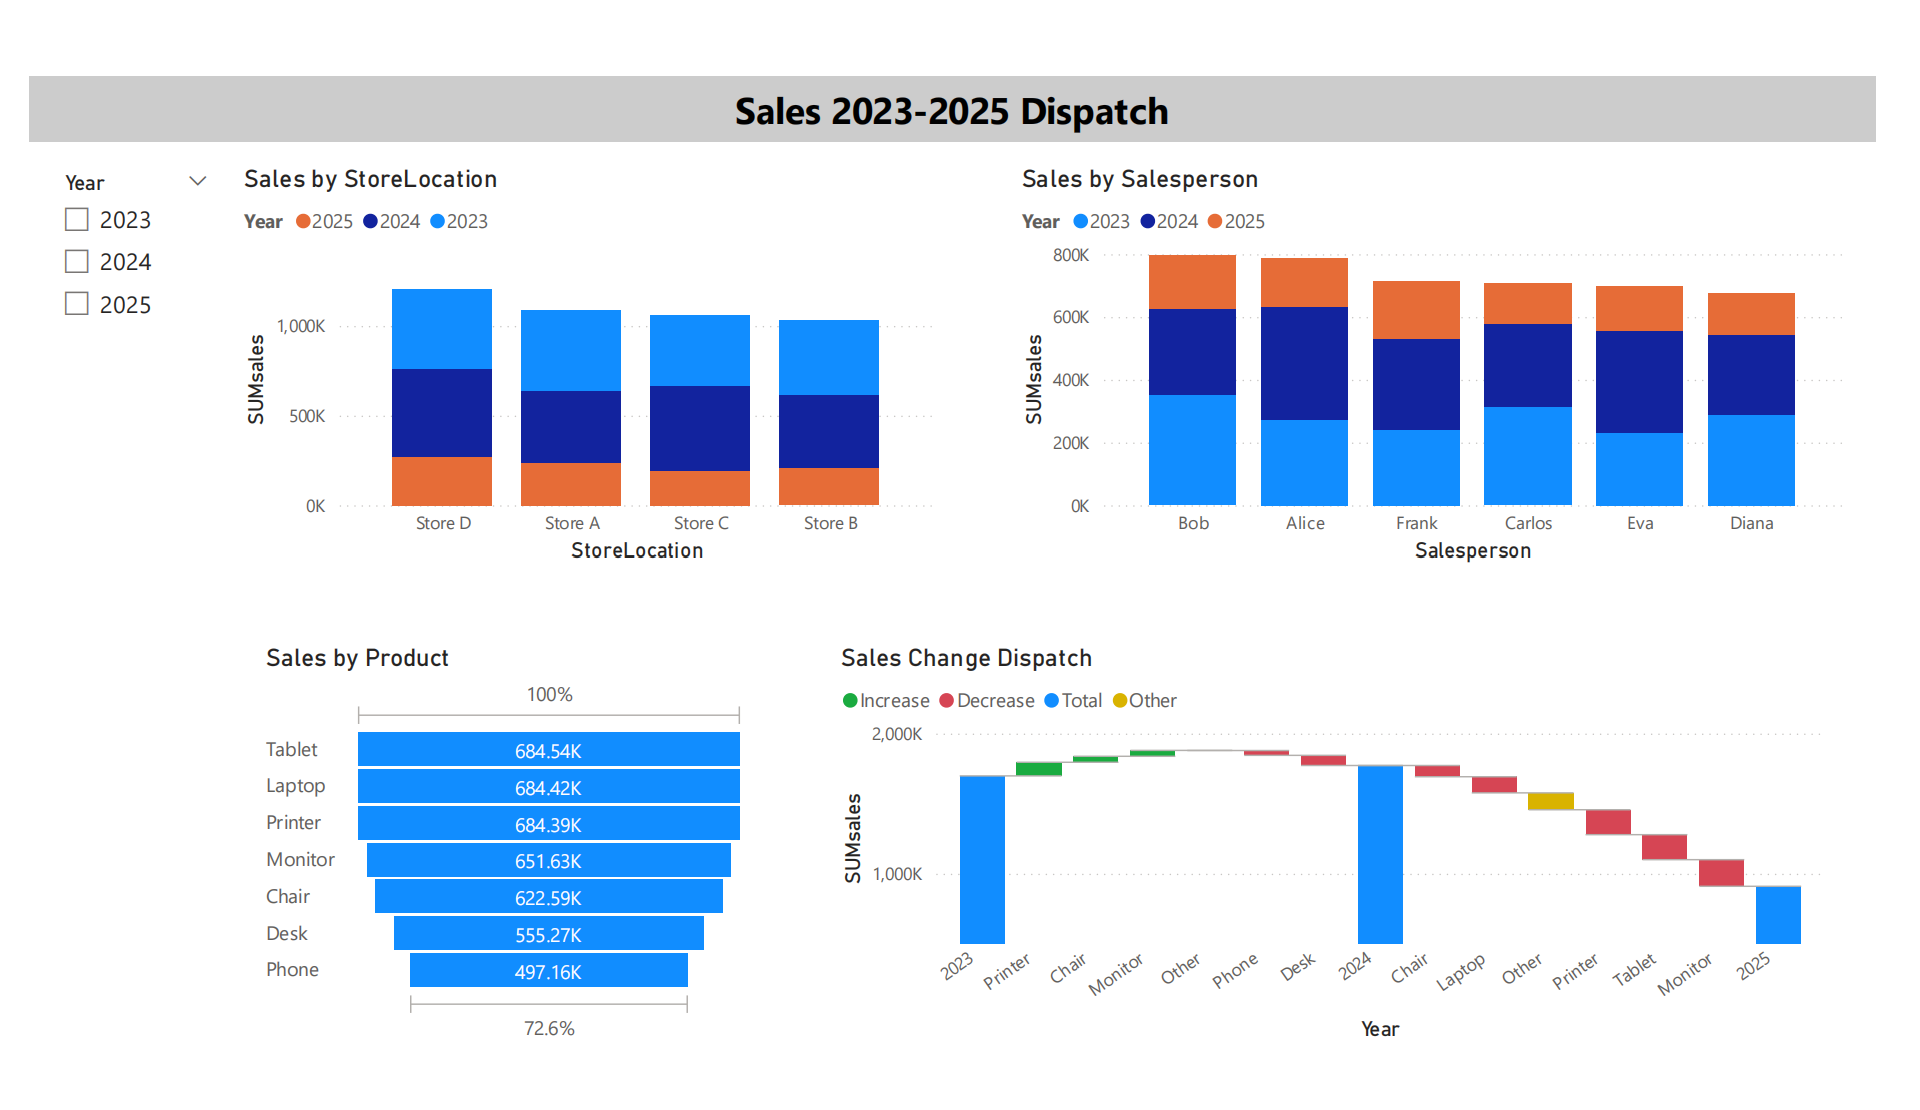 Sales 2023-2025 Dispatch
Year
2023
2024
2025
Sales by StoreLocation
Year 2025 2024 2023
SUMsales
1,000K
500K
0K
Store D Store A Store C Store B
StoreLocation
Sales by Salesperson
Year 2023 2024 2025
SUMsales
800K
600K
400K
200K
0K
Bob Alice Frank Carlos Eva Diana
Salesperson
Sales by Product
100%
Tablet 684.54K
Laptop 684.42K
Printer 684.39K
Monitor 651.63K
Chair 622.59K
Desk 555.27K
Phone 497.16K
72.6%
Sales Change Dispatch
Increase Decrease Total Other
SUMsales
2,000K
1,000K
2023 Printer Chair Monitor Other Phone Desk 2024 Chair Laptop Other Printer Tablet Monitor 2025
Year